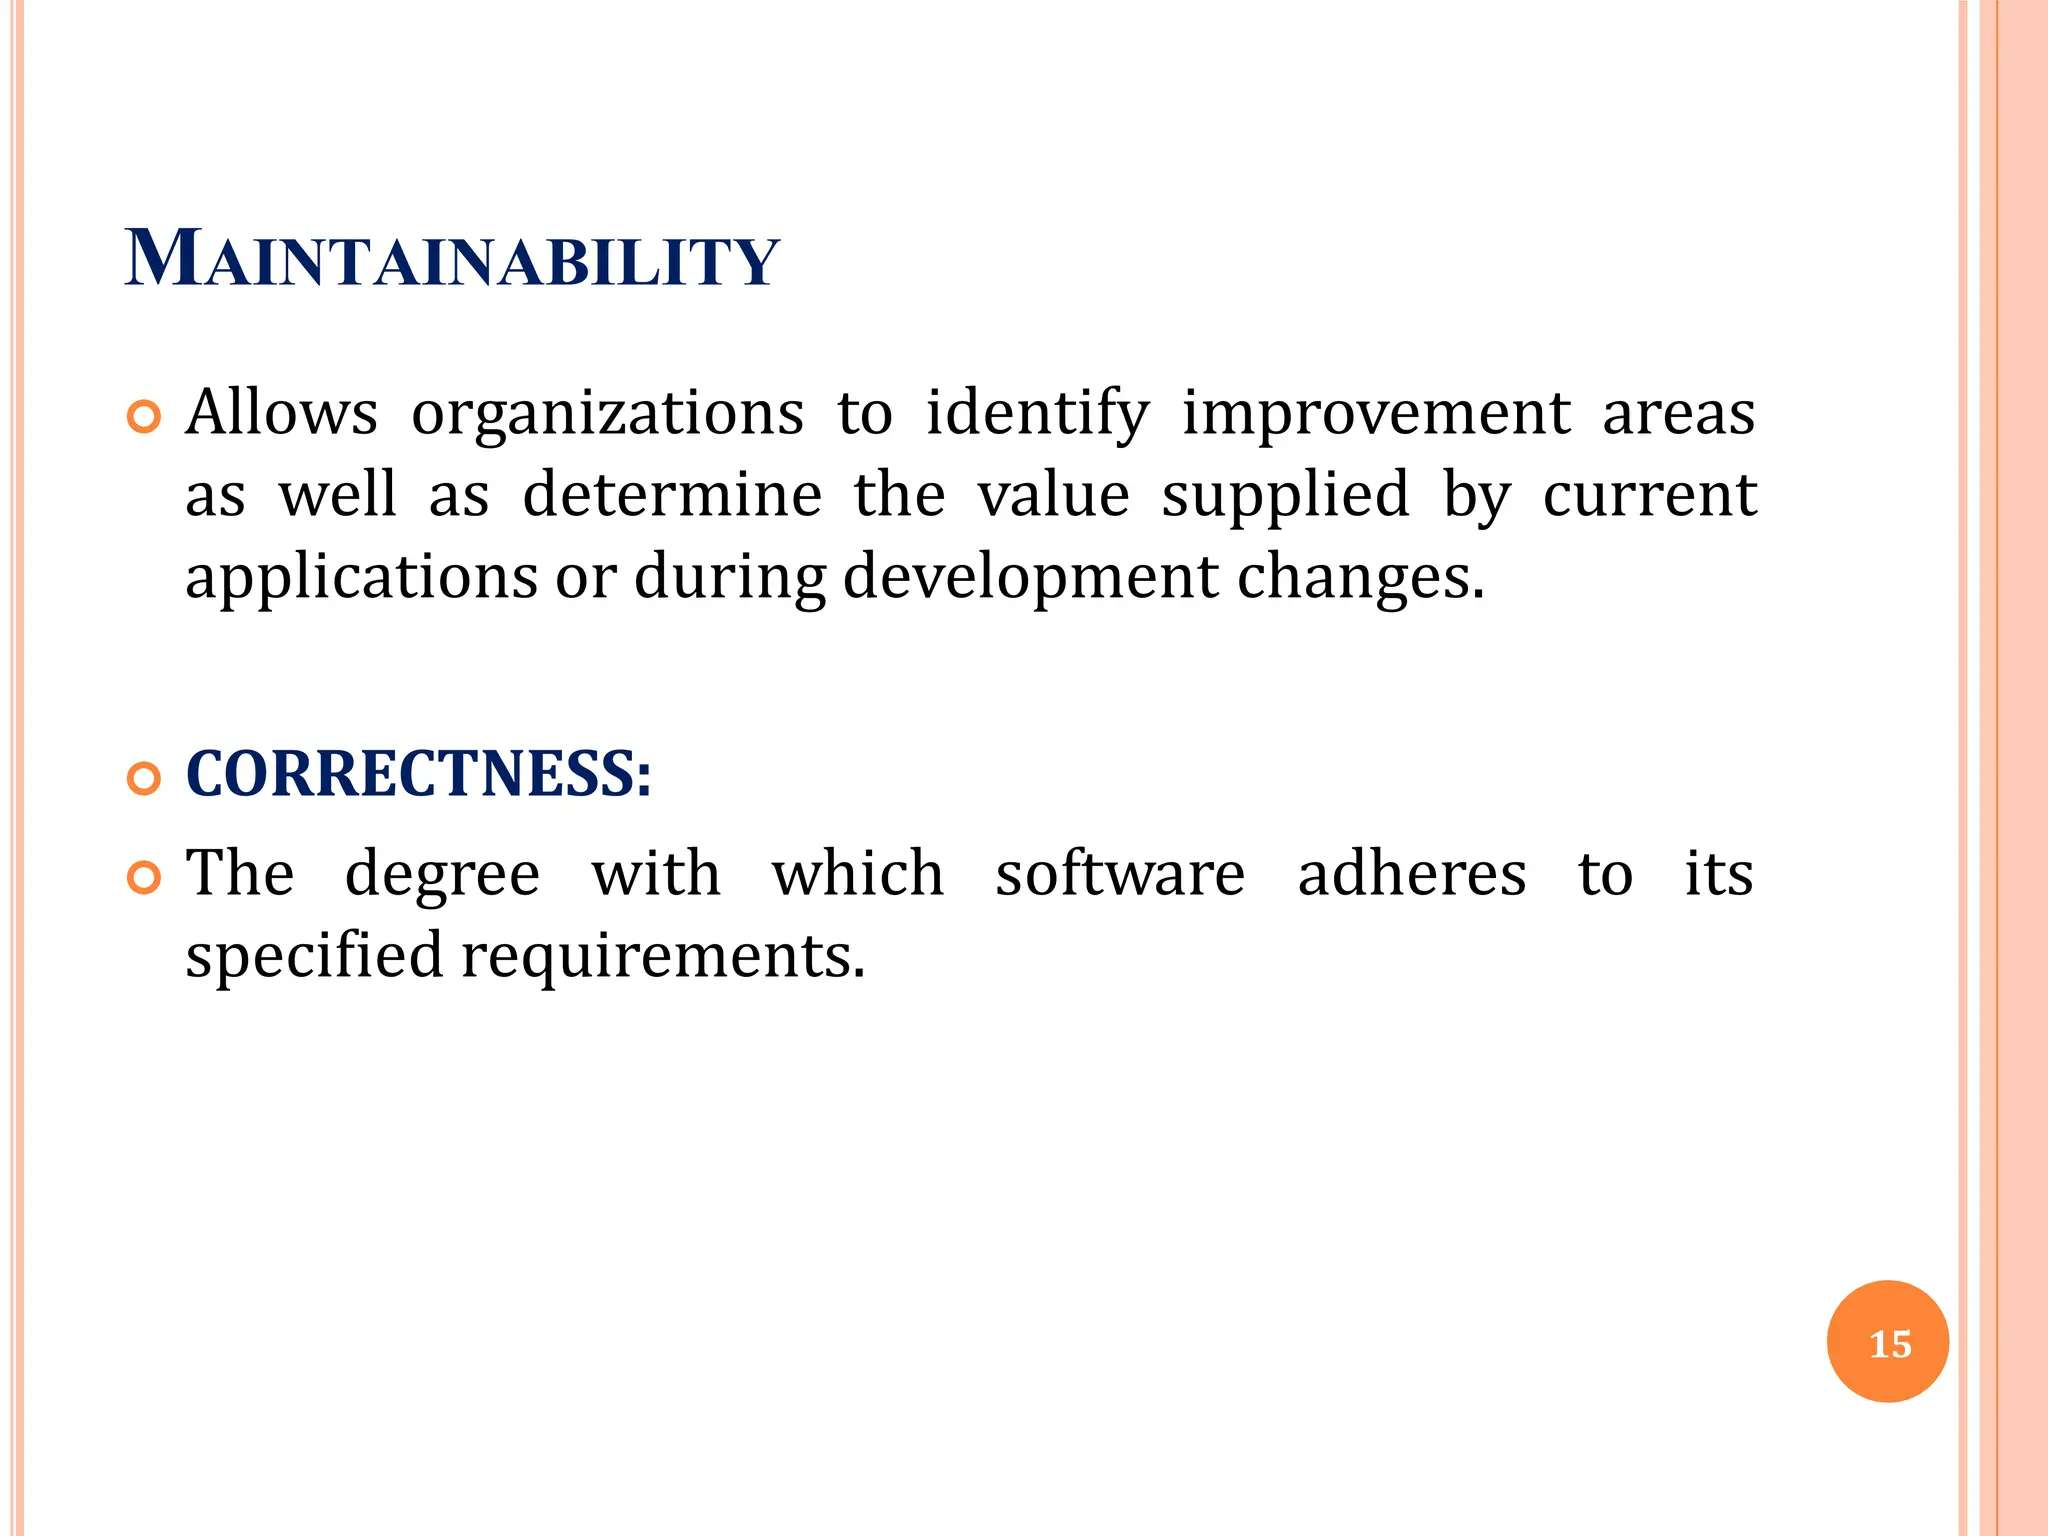 MAINTAINABILITY
Allows organizations to identify improvement areas
as well as determine the value supplied by current
applications or during development changes.
CORRECTNESS:
The degree with which software adheres to its
specified requirements.
15